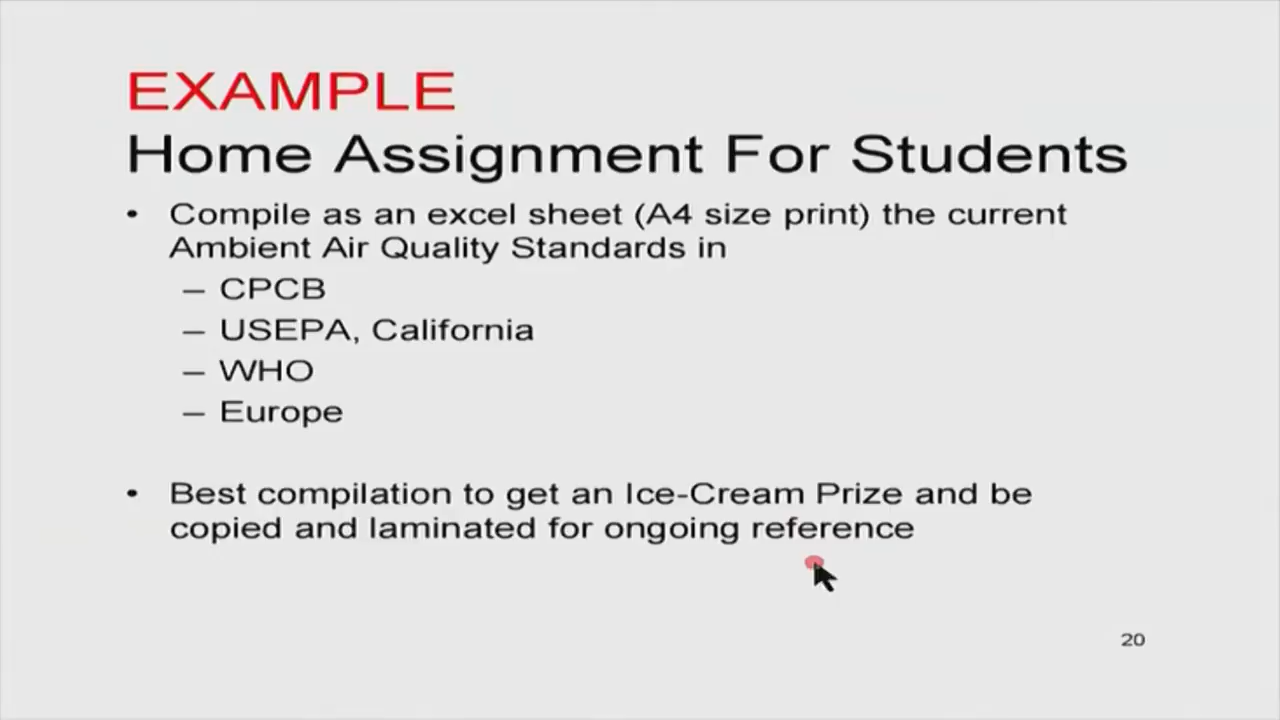 EXAMPLE
Home Assignment For Students
• Compile as an excel sheet (A4 size print) the current
Ambient Air Quality Standards in
– CPCB
– USEPA, California
– WHO
– Europe
• Best compilation to get an Ice-Cream Prize and be
copied and laminated for ongoing reference
20